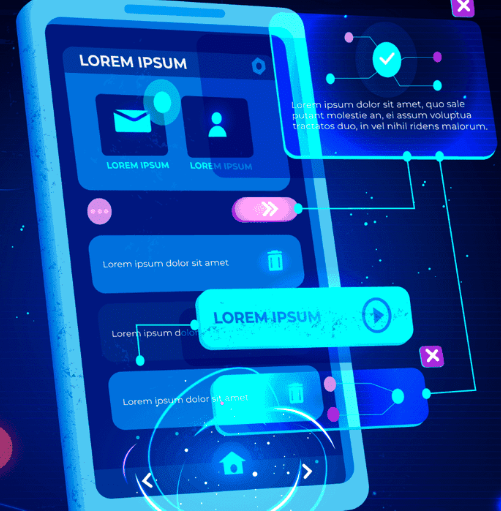 LOREM IPSUM
LOREM IPSUM
LOREM IPSUM
Lorem ipsum dolor sit amet, quo sale
putant molestie an, ei assum voluptua
tractatos duo, in vel nihil ridens maiorum.
Lorem ipsum dolor sit amet
LOREM IPSUM
Lorem ipsum
Lorem ipsum dolor sit amet